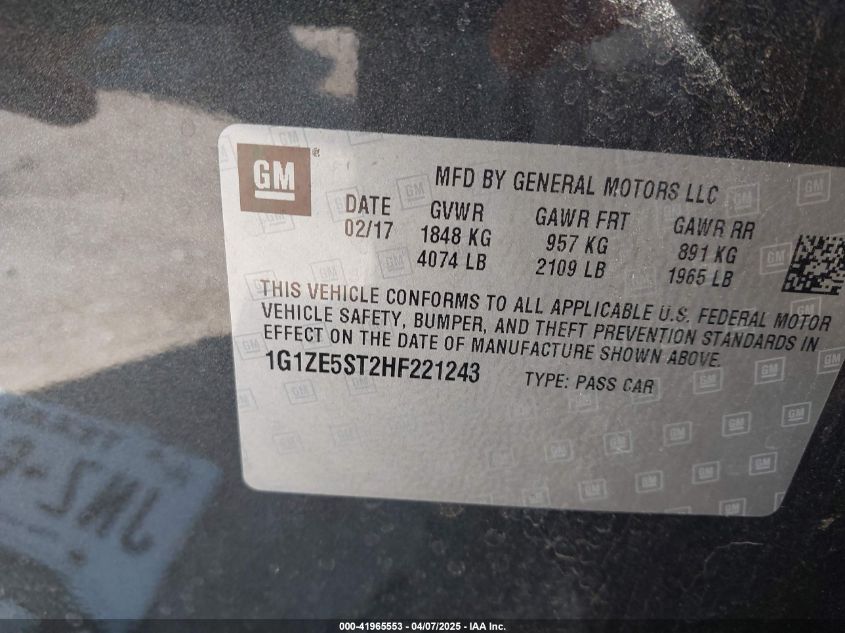 GM
MFD BY GENERAL MOTORS LLC
DATE GVWR GAWR FRT GAWR RR
02/17 1848 KG 957 KG 891 KG
4074 LB 2109 LB 1965 LB
THIS VEHICLE CONFORMS TO ALL APPLICABLE U.S. FEDERAL MOTOR
VEHICLE SAFETY, BUMPER, AND THEFT PREVENTION STANDARDS IN
EFFECT ON THE DATE OF MANUFACTURE SHOWN ABOVE.
1G1ZE5ST2HF221243 TYPE: PASS CAR
000-41965553 - 04/07/2025 - IAA Inc.